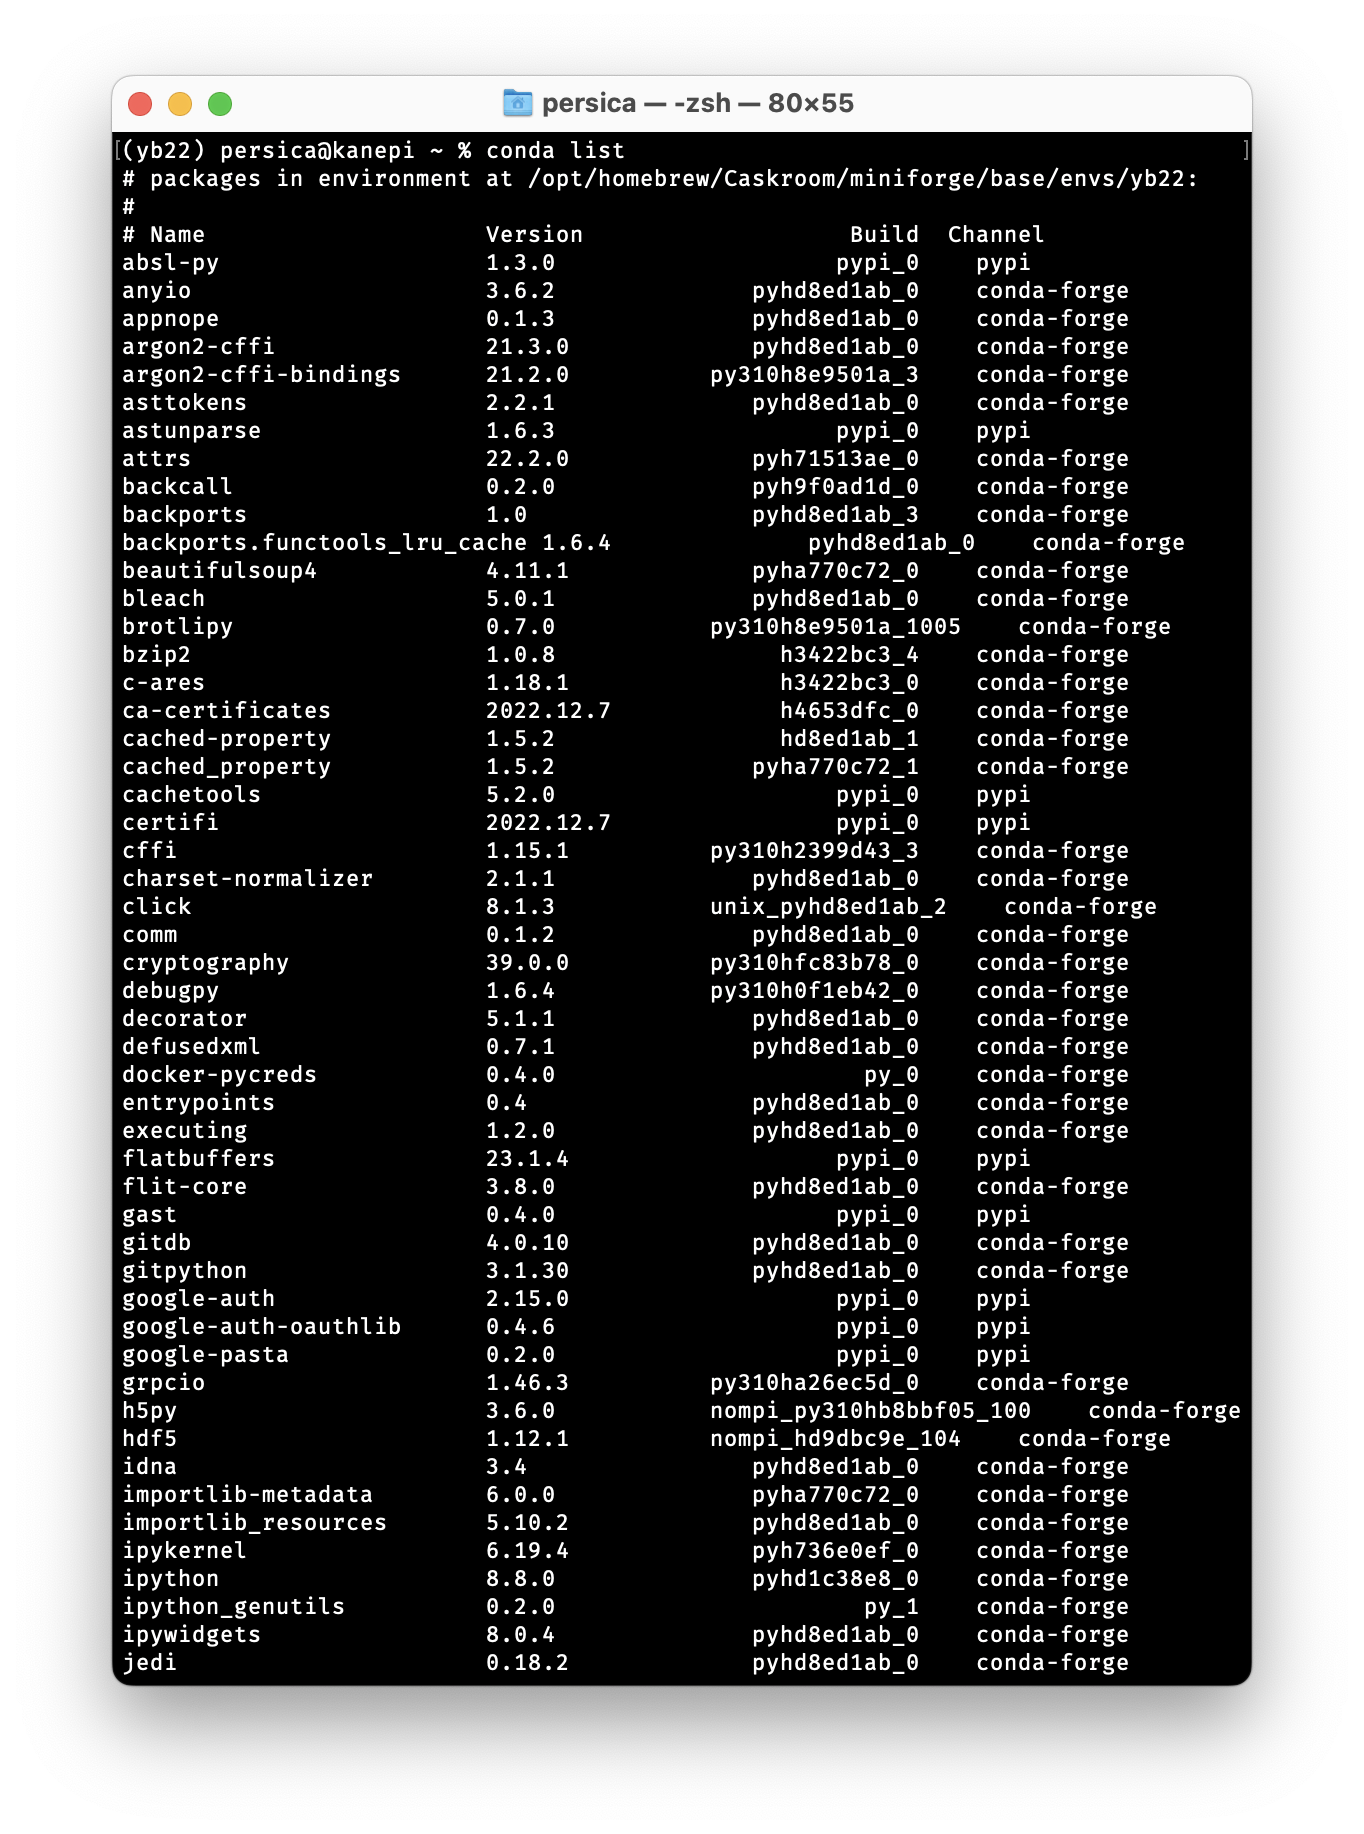 persica — -zsh — 80×55
[(yb22) persica@kanepi ~ % conda list ]
# packages in environment at /opt/homebrew/Caskroom/miniforge/base/envs/yb22:
#
# Name                    Version                   Build  Channel
absl-py                   1.3.0                    pypi_0    pypi
anyio                     3.6.2              pyhd8ed1ab_0    conda-forge
appnope                   0.1.3              pyhd8ed1ab_0    conda-forge
argon2-cffi               21.3.0             pyhd8ed1ab_0    conda-forge
argon2-cffi-bindings      21.2.0          py310h8e9501a_3    conda-forge
asttokens                 2.2.1              pyhd8ed1ab_0    conda-forge
astunparse                1.6.3                    pypi_0    pypi
attrs                     22.2.0             pyh71513ae_0    conda-forge
backcall                  0.2.0              pyh9f0ad1d_0    conda-forge
backports                 1.0                pyhd8ed1ab_3    conda-forge
backports.functools_lru_cache 1.6.4              pyhd8ed1ab_0    conda-forge
beautifulsoup4            4.11.1             pyha770c72_0    conda-forge
bleach                    5.0.1              pyhd8ed1ab_0    conda-forge
brotlipy                  0.7.0           py310h8e9501a_1005    conda-forge
bzip2                     1.0.8                h3422bc3_4    conda-forge
c-ares                    1.18.1               h3422bc3_0    conda-forge
ca-certificates           2022.12.7            h4653dfc_0    conda-forge
cached-property           1.5.2                hd8ed1ab_1    conda-forge
cached_property           1.5.2              pyha770c72_1    conda-forge
cachetools                5.2.0                    pypi_0    pypi
certifi                   2022.12.7                pypi_0    pypi
cffi                      1.15.1          py310h2399d43_3    conda-forge
charset-normalizer        2.1.1              pyhd8ed1ab_0    conda-forge
click                     8.1.3           unix_pyhd8ed1ab_2    conda-forge
comm                      0.1.2              pyhd8ed1ab_0    conda-forge
cryptography              39.0.0          py310hfc83b78_0    conda-forge
debugpy                   1.6.4           py310h0f1eb42_0    conda-forge
decorator                 5.1.1              pyhd8ed1ab_0    conda-forge
defusedxml                0.7.1              pyhd8ed1ab_0    conda-forge
docker-pycreds            0.4.0                      py_0    conda-forge
entrypoints               0.4                pyhd8ed1ab_0    conda-forge
executing                 1.2.0              pyhd8ed1ab_0    conda-forge
flatbuffers               23.1.4                   pypi_0    pypi
flit-core                 3.8.0              pyhd8ed1ab_0    conda-forge
gast                      0.4.0                    pypi_0    pypi
gitdb                     4.0.10             pyhd8ed1ab_0    conda-forge
gitpython                 3.1.30             pyhd8ed1ab_0    conda-forge
google-auth               2.15.0                   pypi_0    pypi
google-auth-oauthlib      0.4.6                    pypi_0    pypi
google-pasta              0.2.0                    pypi_0    pypi
grpcio                    1.46.3          py310ha26ec5d_0    conda-forge
h5py                      3.6.0           nompi_py310hb8bbf05_100    conda-forge
hdf5                      1.12.1          nompi_hd9dbc9e_104    conda-forge
idna                      3.4                pyhd8ed1ab_0    conda-forge
importlib-metadata        6.0.0              pyha770c72_0    conda-forge
importlib_resources       5.10.2             pyhd8ed1ab_0    conda-forge
ipykernel                 6.19.4             pyh736e0ef_0    conda-forge
ipython                   8.8.0              pyhd1c38e8_0    conda-forge
ipython_genutils          0.2.0                      py_1    conda-forge
ipywidgets                8.0.4              pyhd8ed1ab_0    conda-forge
jedi                      0.18.2             pyhd8ed1ab_0    conda-forge